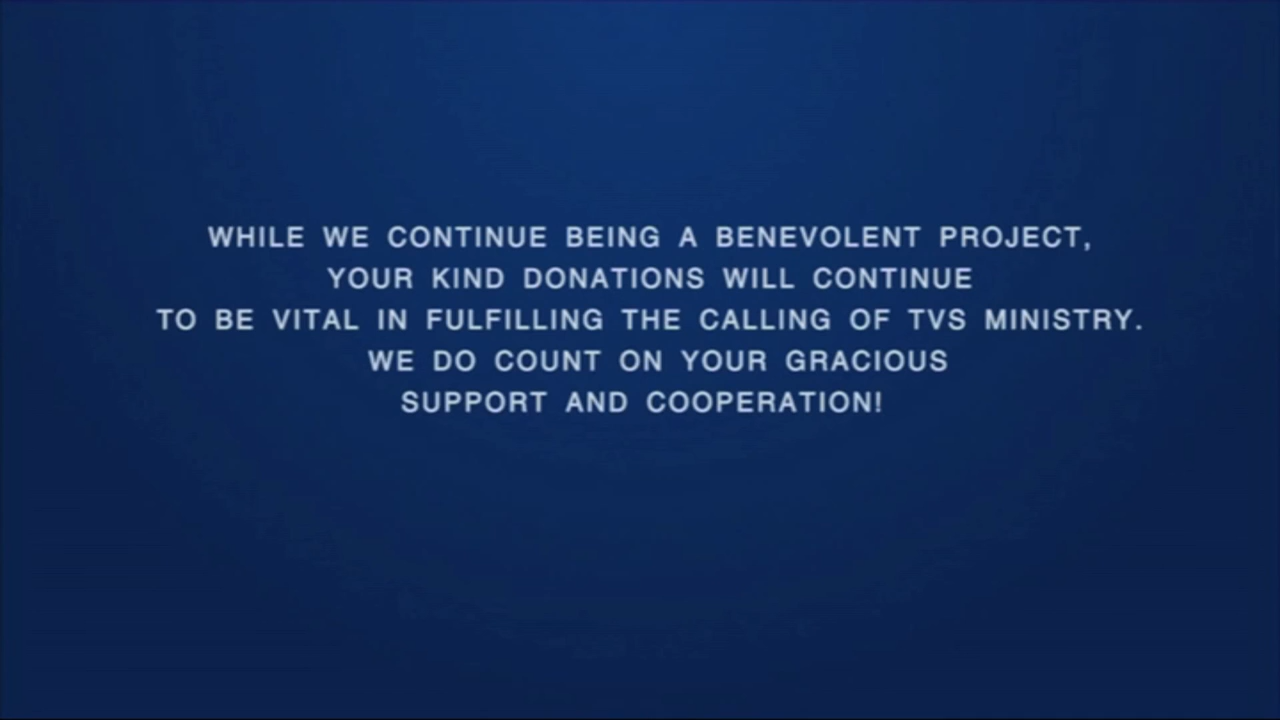 WHILE WE CONTINUE BEING A BENEVOLENT PROJECT,
YOUR KIND DONATIONS WILL CONTINUE
TO BE VITAL IN FULFILLING THE CALLING OF TVS MINISTRY.
WE DO COUNT ON YOUR GRACIOUS
SUPPORT AND COOPERATION!